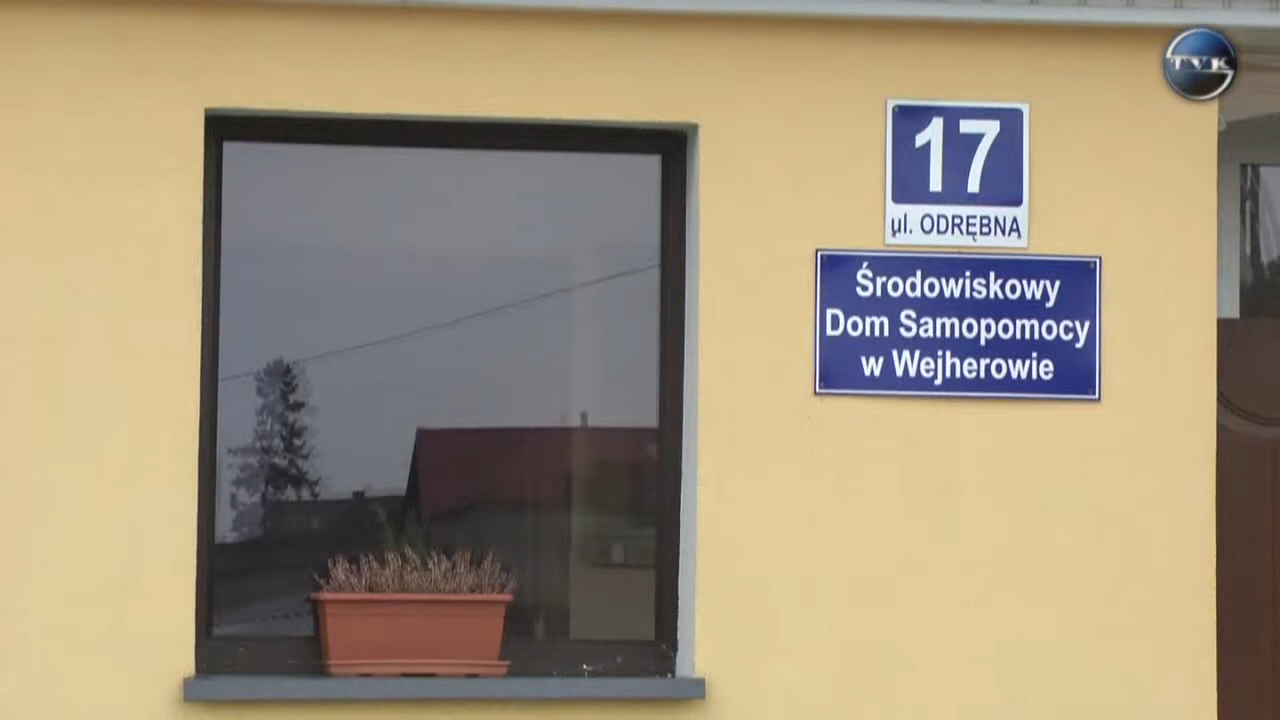 TVK
17
ul. ODRĘBNA
Środowiskowy
Dom Samopomocy
w Wejherowie